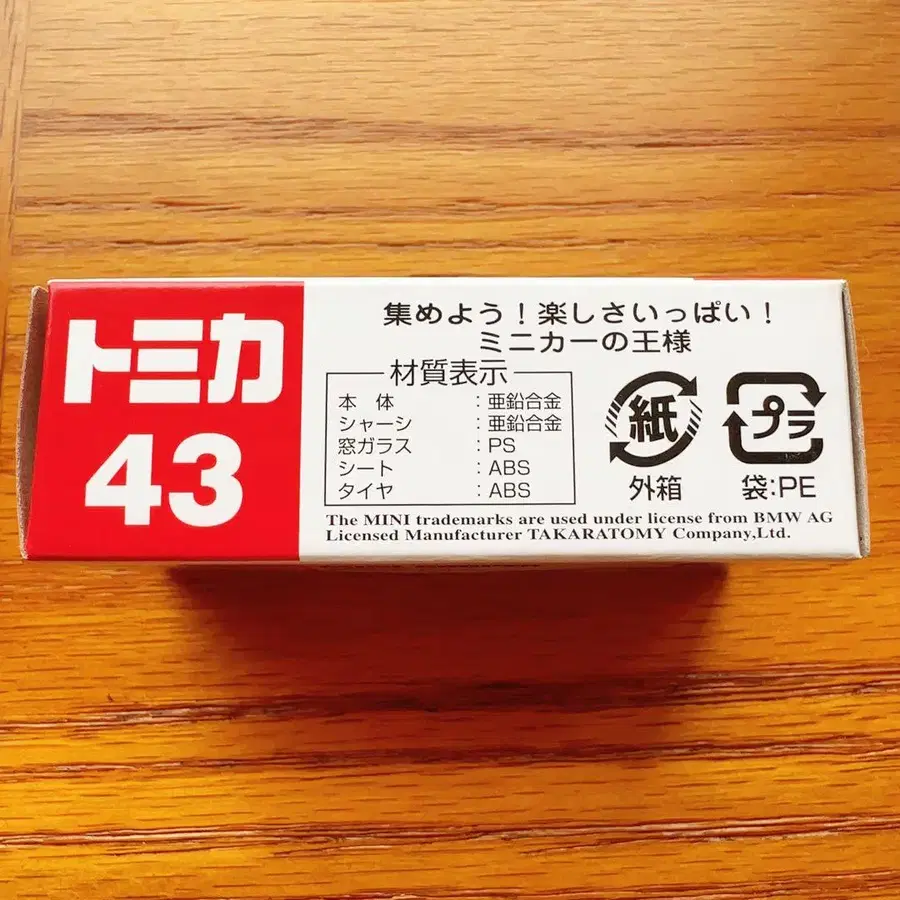 トミカ
43
集めよう!楽しさいっぱい!
ミニカーの王様
材質表示
本 体 : 亜鉛合金
シャーシ : 亜鉛合金
窓ガラス : PS
シート : ABS
タイヤ : ABS
紙
外箱
プラ
袋:PE
The MINI trademarks are used under license from BMW AG
Licensed Manufacturer TAKARATOMY Company,Ltd.